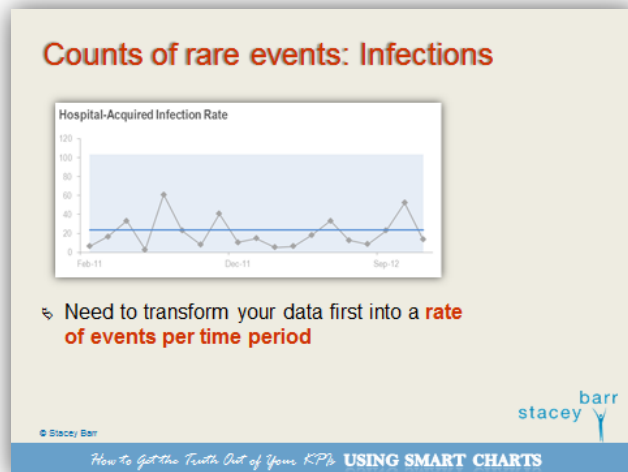 Counts of rare events: Infections
Hospital-Acquired Infection Rate
120
100
80
60
40
20
0
Feb-11 Dec-11 Sep-12
Need to transform your data first into a rate
of events per time period
barr
stacey
© Stacey Barr
How to Get the Truth Out of Your KPIs USING SMART CHARTS